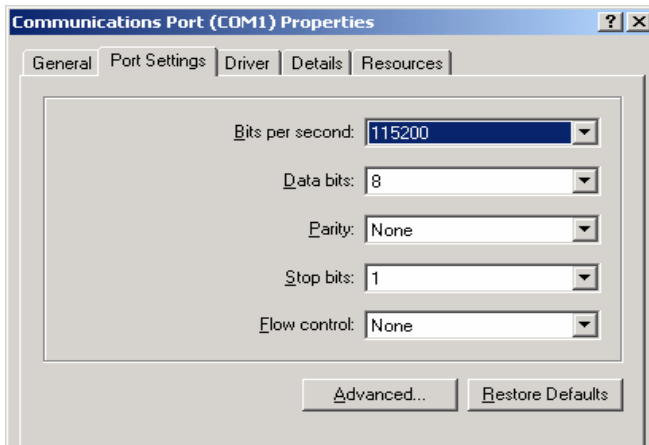 Communications Port (COM1) Properties ? X
General Port Settings Driver Details Resources
Bits per second: 115200
Data bits: 8
Parity: None
Stop bits: 1
Flow control: None
Advanced... Restore Defaults